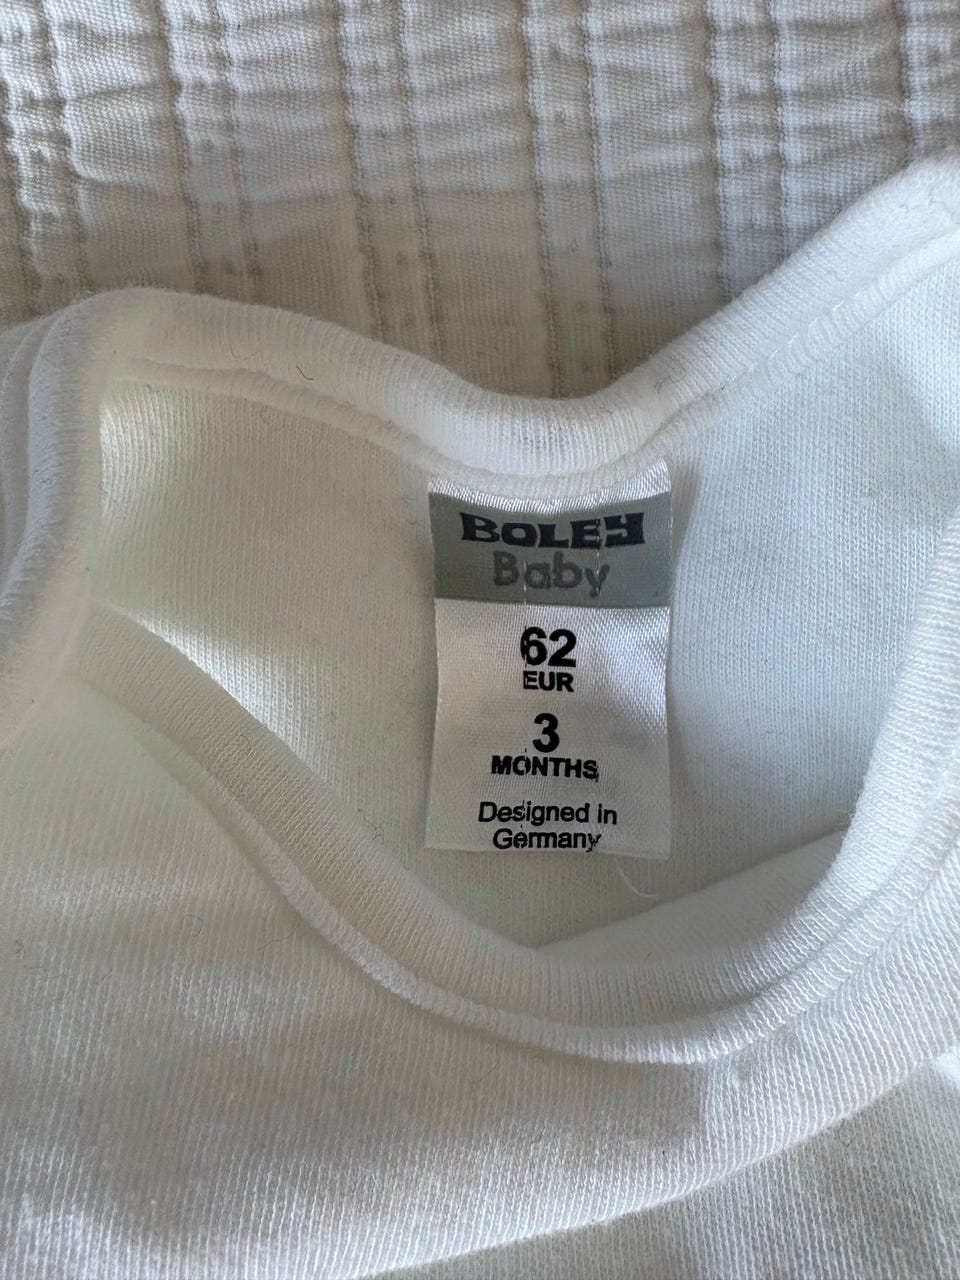 BOLEY
Baby
62
EUR
3
MONTHS
Designed in
Germany